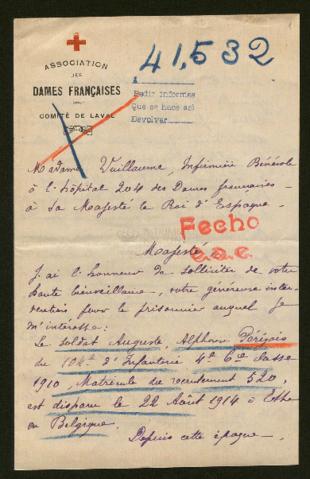 41,532
ASSOCIATION
DES
DAMES FRANÇAISES
COMITÉ DE LAVAL
Pedir informes
Que se hace así
Devolver
Madame Vuillaume, Infirmière Bénévole
à l'hôpital 204 des Dames françaises -
à Sa Majesté le Roi d'Espagne.
Fecho
Majesté
J'ai l'honneur de solliciter de votre
haute bienveillance, votre généreuse inter-
vention, pour le prisonnier auquel je
m'intéresse:
Le soldat Auguste, Alphonse
du d'Infanterie 4e Cie classe
1910, Matricule de recrutement 520,
est disparu le 22 Août 1914 à Ethe
en Belgique.
Depuis cette époque -